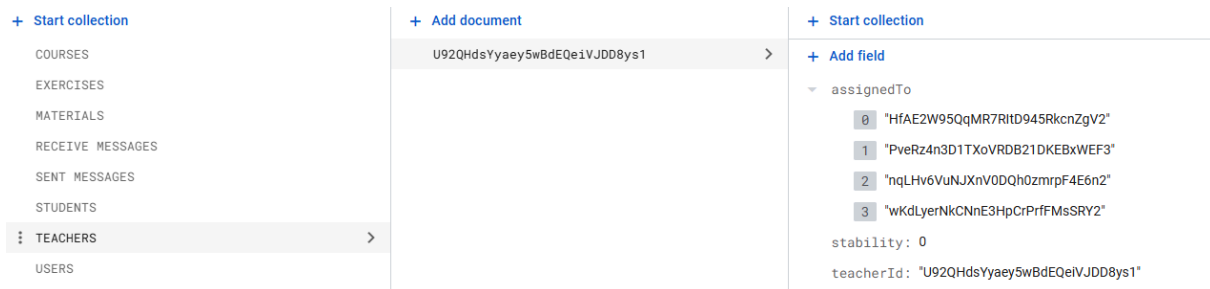 + Start collection
COURSES
EXERCISES
MATERIALS
RECEIVE MESSAGES
SENT MESSAGES
STUDENTS
TEACHERS
USERS
+ Add document
U92QHdsYyaey5wBdEQeiVJDD8ys1
+ Start collection
+ Add field
assignedTo
0 "HfAE2W95QqMR7RItD945RkcnZgV2"
1 "PveRz4n3D1TXoVRDB21DKEBxWEF3"
2 "nqLHv6VuNJXnV0DQh0zmrpF4E6n2"
3 "wKdLyerNkCNnE3HpCrPrfFMsSRY2"
stability: 0
teacherId: "U92QHdsYyaey5wBdEQeiVJDD8ys1"